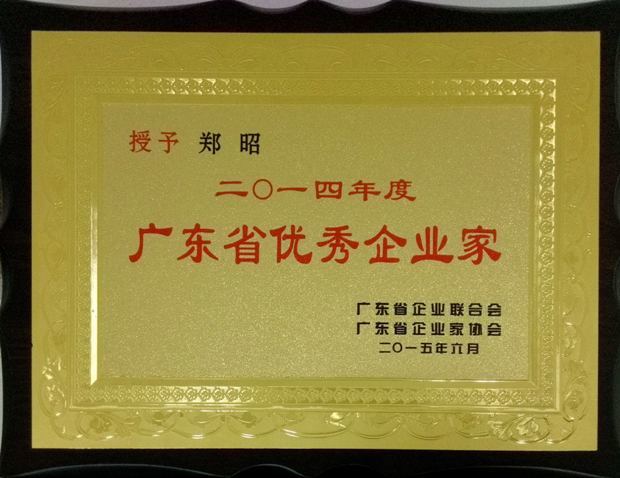 授予 郑昭
二〇一四年度
广东省优秀企业家
广东省企业联合会
广东省企业家协会
二〇一五年六月